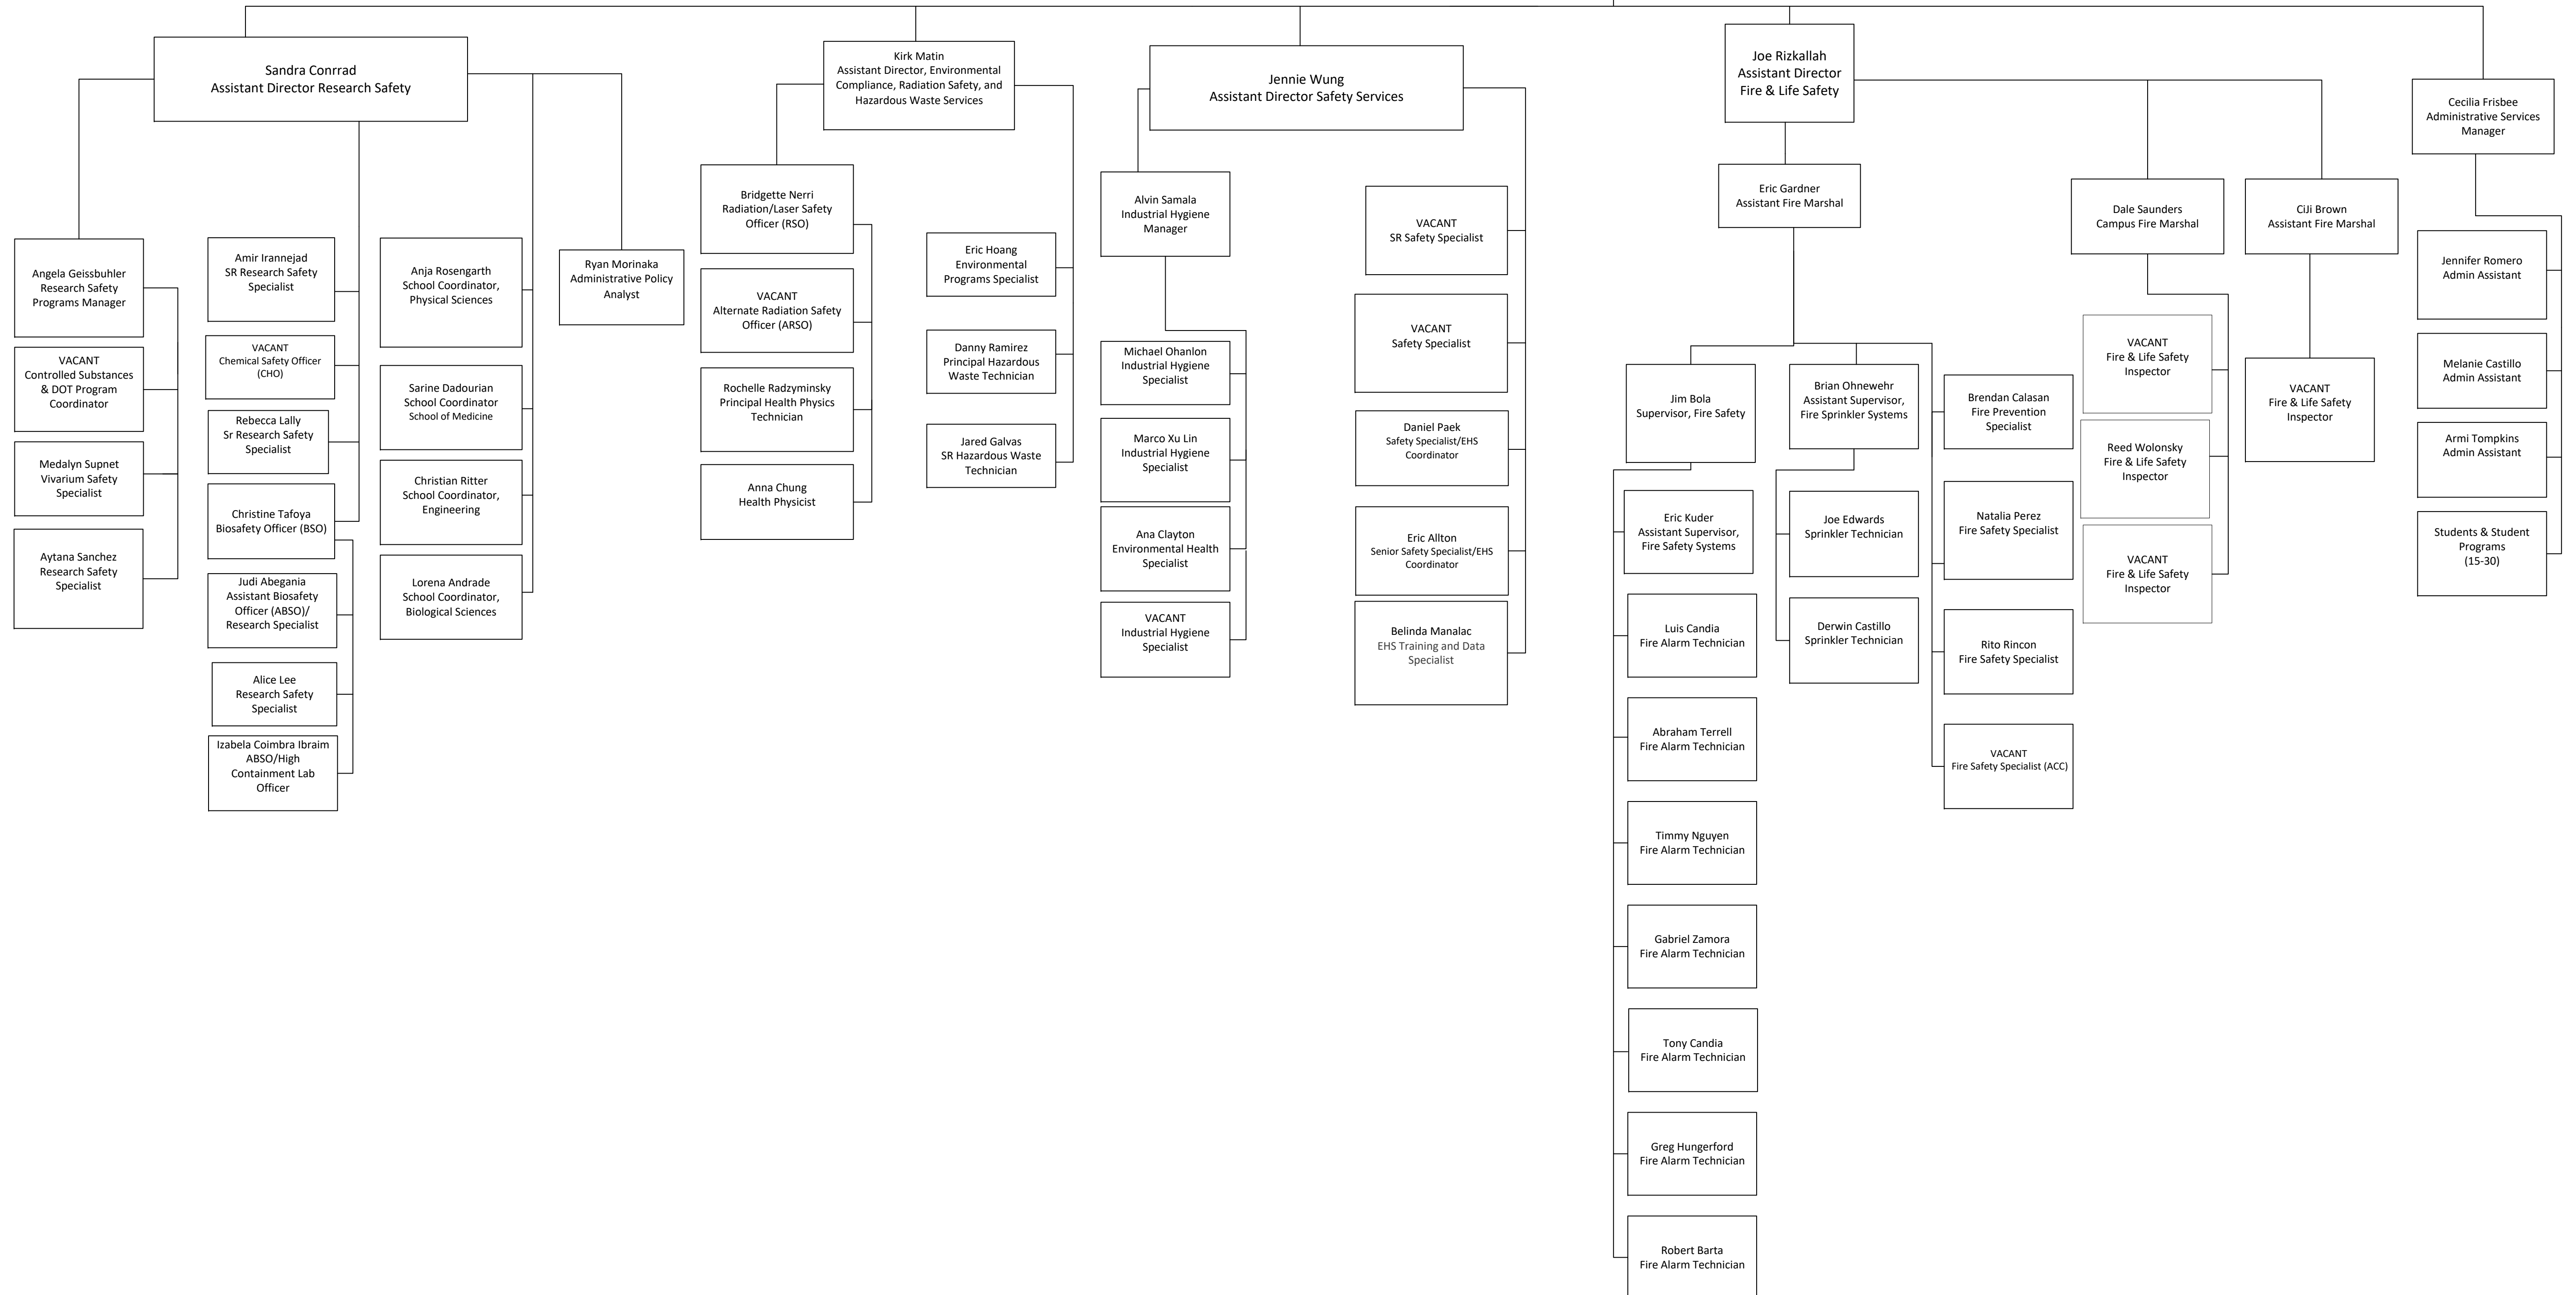 Sandra Conrrad
Assistant Director Research Safety
Angela Geissbuhler
Research Safety
Programs Manager
VACANT
Controlled Substances
& DOT Program
Coordinator
Medalyn Supnet
Vivarium Safety
Specialist
Aytana Sanchez
Research Safety
Specialist
Amir Irannejad
SR Research Safety
Specialist
VACANT
Chemical Safety Officer
(CHO)
Rebecca Lally
Sr Research Safety
Specialist
Christine Tafoya
Biosafety Officer (BSO)
Judi Abegania
Assistant Biosafety
Officer (ABSO)/
Research Specialist
Alice Lee
Research Safety
Specialist
Izabela Coimbra Ibraim
ABSO/High
Containment Lab
Officer
Anja Rosengarth
School Coordinator,
Physical Sciences
Sarine Dadourian
School Coordinator
School of Medicine
Christian Ritter
School Coordinator,
Engineering
Lorena Andrade
School Coordinator,
Biological Sciences
Ryan Morinaka
Administrative Policy
Analyst
Kirk Matin
Assistant Director, Environmental
Compliance, Radiation Safety, and
Hazardous Waste Services
Bridgette Nerri
Radiation/Laser Safety
Officer (RSO)
VACANT
Alternate Radiation Safety
Officer (ARSO)
Rochelle Radzyminsky
Principal Health Physics
Technician
Anna Chung
Health Physicist
Eric Hoang
Environmental
Programs Specialist
Danny Ramirez
Principal Hazardous
Waste Technician
Jared Galvas
SR Hazardous Waste
Technician
Jennie Wung
Assistant Director Safety Services
Alvin Samala
Industrial Hygiene
Manager
Michael Ohanlon
Industrial Hygiene
Specialist
Marco Xu Lin
Industrial Hygiene
Specialist
Ana Clayton
Environmental Health
Specialist
VACANT
Industrial Hygiene
Specialist
VACANT
SR Safety Specialist
VACANT
Safety Specialist
Daniel Paek
Safety Specialist/EHS
Coordinator
Eric Allton
Senior Safety Specialist/EHS
Coordinator
Belinda Manalac
EHS Training and Data
Specialist
Joe Rizkallah
Assistant Director
Fire & Life Safety
Eric Gardner
Assistant Fire Marshal
Jim Bola
Supervisor, Fire Safety
Eric Kuder
Assistant Supervisor,
Fire Safety Systems
Luis Candia
Fire Alarm Technician
Abraham Terrell
Fire Alarm Technician
Timmy Nguyen
Fire Alarm Technician
Gabriel Zamora
Fire Alarm Technician
Tony Candia
Fire Alarm Technician
Greg Hungerford
Fire Alarm Technician
Robert Barta
Fire Alarm Technician
Brian Ohnewehr
Assistant Supervisor,
Fire Sprinkler Systems
Joe Edwards
Sprinkler Technician
Derwin Castillo
Sprinkler Technician
Brendan Calasan
Fire Prevention
Specialist
Natalia Perez
Fire Safety Specialist
Rito Rincon
Fire Safety Specialist
VACANT
Fire Safety Specialist (ACC)
Dale Saunders
Campus Fire Marshal
VACANT
Fire & Life Safety
Inspector
Reed Wolonsky
Fire & Life Safety
Inspector
VACANT
Fire & Life Safety
Inspector
CiJi Brown
Assistant Fire Marshal
VACANT
Fire & Life Safety
Inspector
Cecilia Frisbee
Administrative Services
Manager
Jennifer Romero
Admin Assistant
Melanie Castillo
Admin Assistant
Armi Tompkins
Admin Assistant
Students & Student
Programs
(15-30)